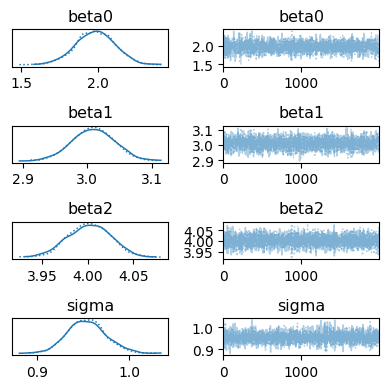 beta0 beta0
2.0
1.5
1.5 2.0 0 1000
beta1 beta1
3.1
3.0
2.9
2.9 3.0 3.1 0 1000
beta2 beta2
4.05
4.00
3.95
3.95 4.00 4.05 0 1000
sigma sigma
1.0
0.9
0.9 1.0 0 1000